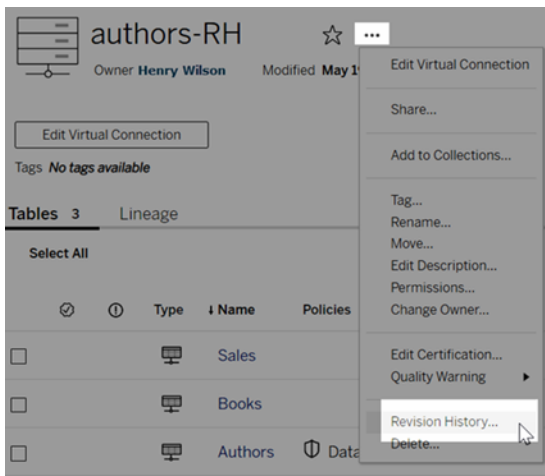 authors-RH
Owner Henry Wilson Modified May 1
Edit Virtual Connection
Tags No tags available
Tables 3 Lineage
Select All
Type ↓ Name Policies
Sales
Books
Authors Data
...
Edit Virtual Connection
Share...
Add to Collections...
Tag...
Rename...
Move...
Edit Description...
Permissions...
Change Owner...
Edit Certification...
Quality Warning
Revision History...
Delete...